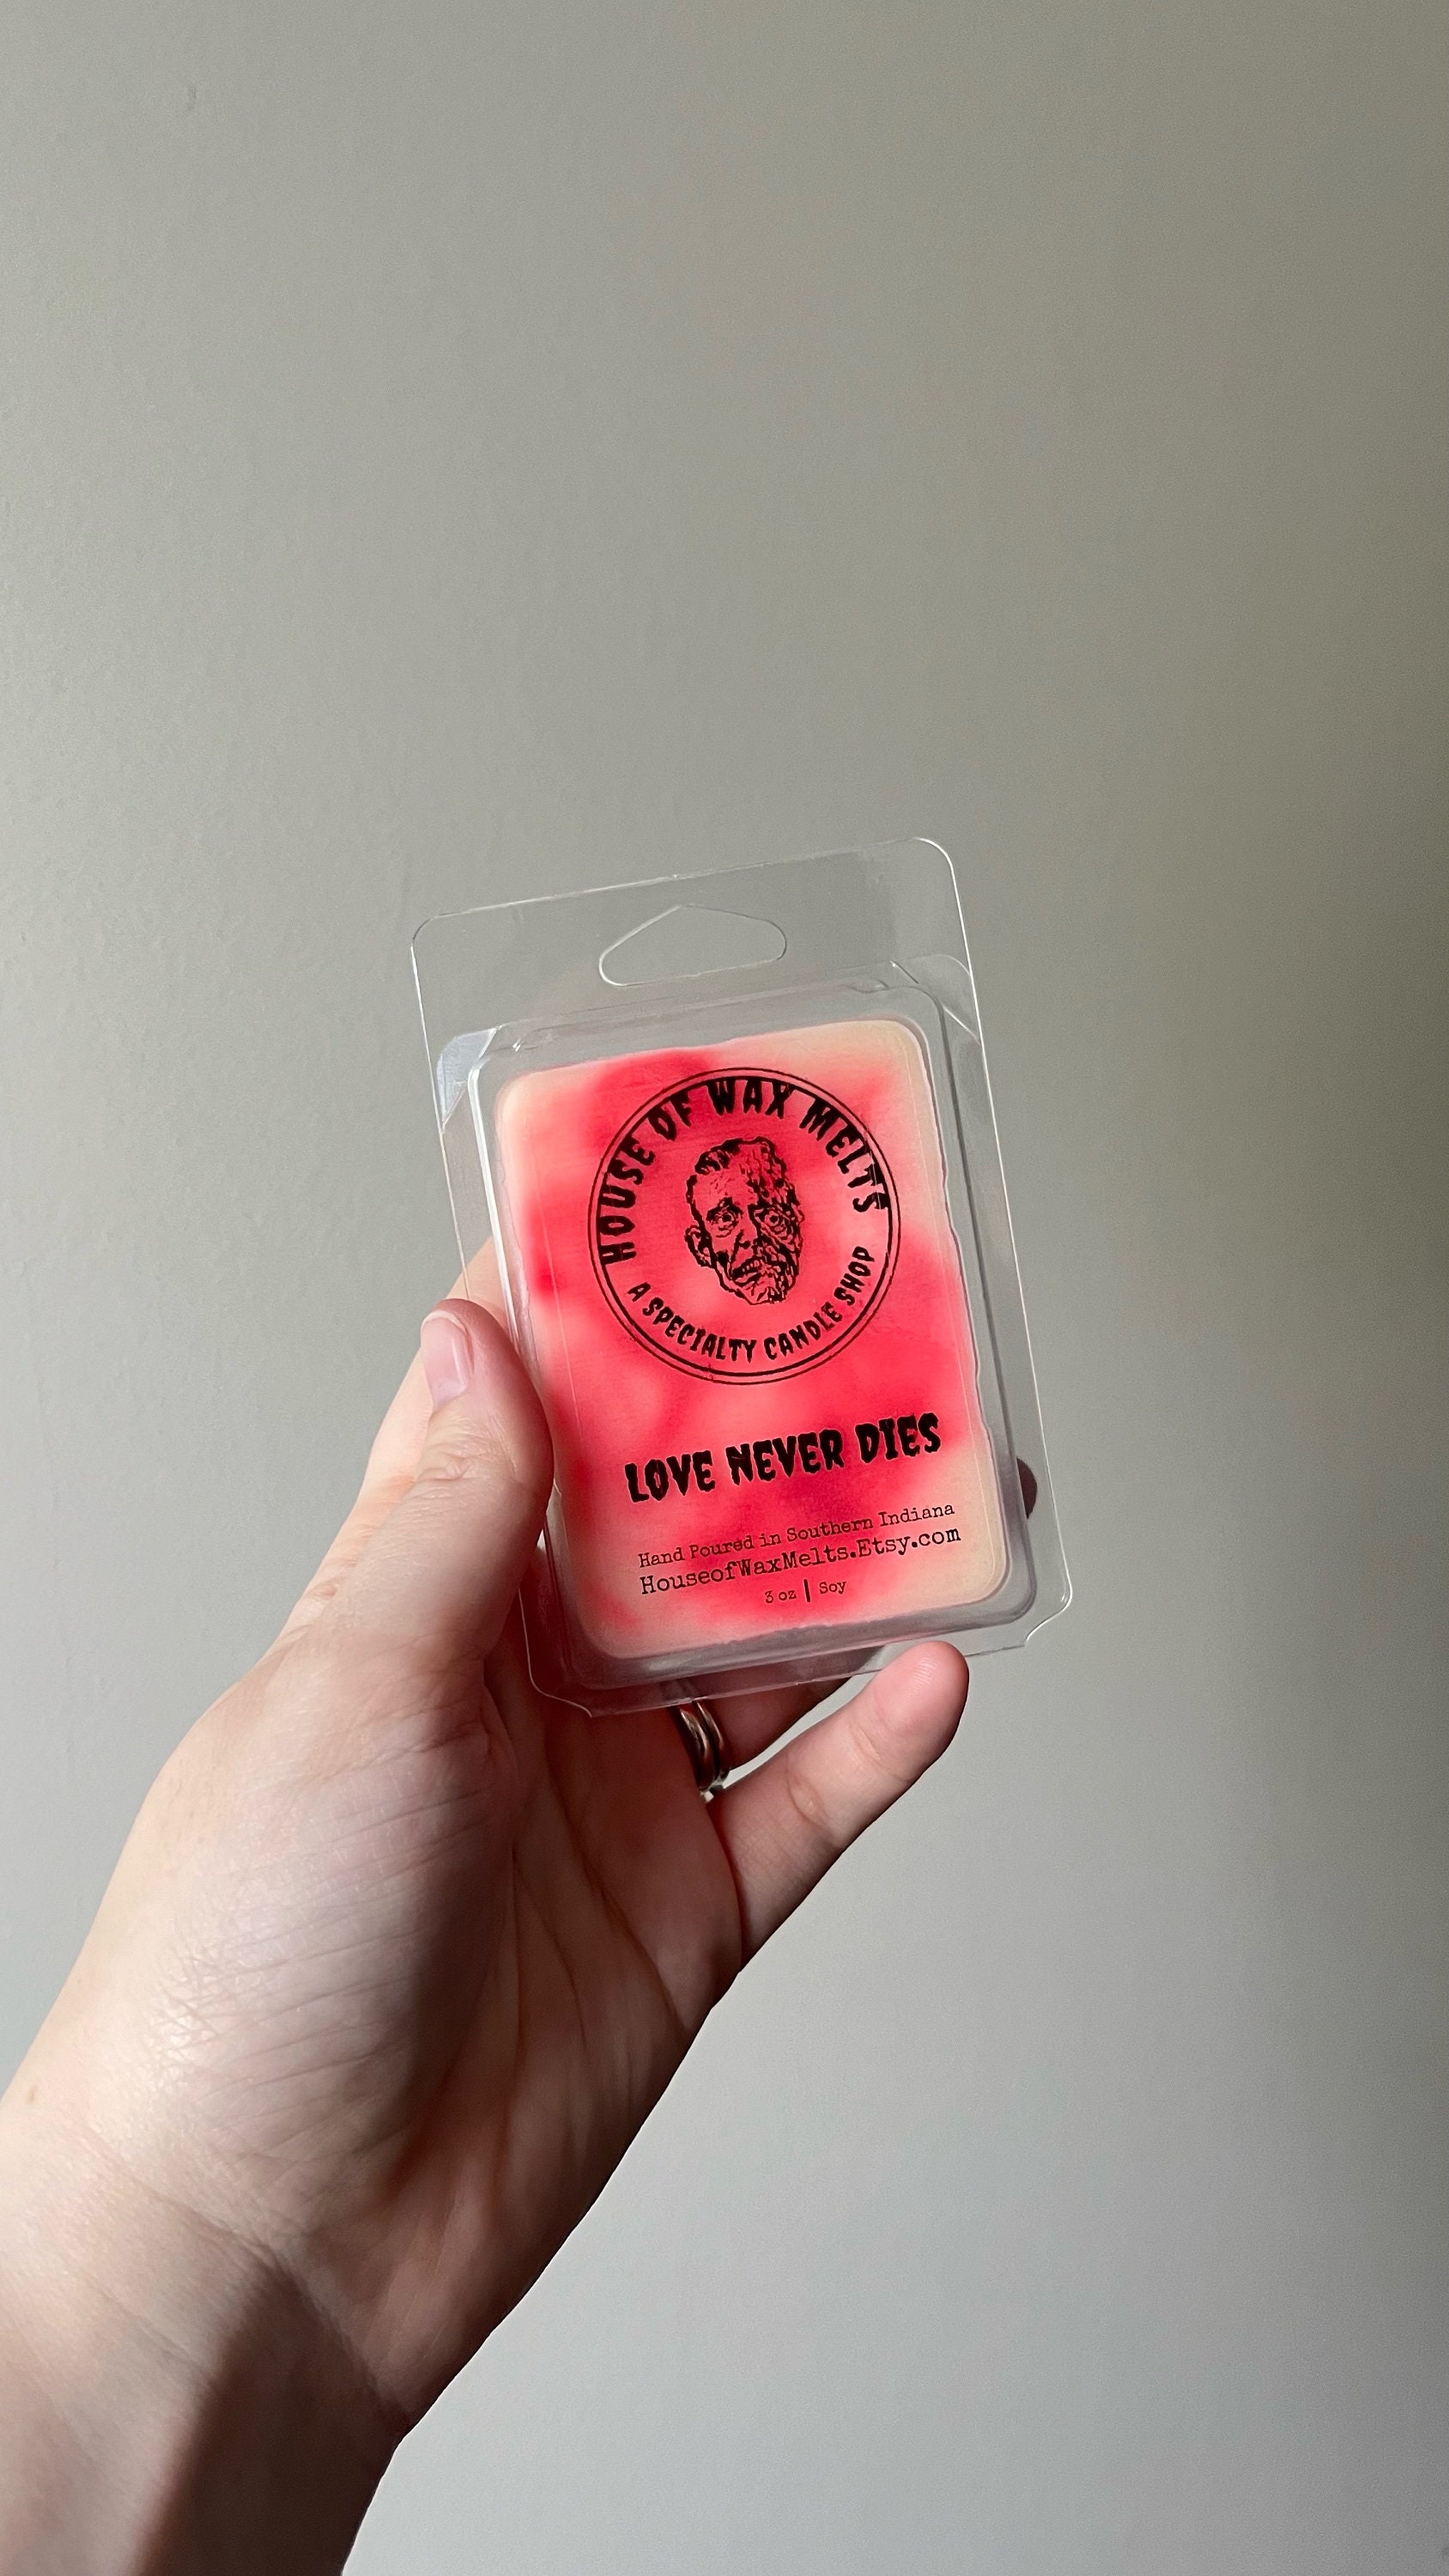 HOUSE OF WAX MELTS
A SPECIALTY CANDLE SHOP
LOVE NEVER DIES
Hand Poured in Southern Indiana
HouseofWaxMelts.Etsy.com
3 oz | Soy